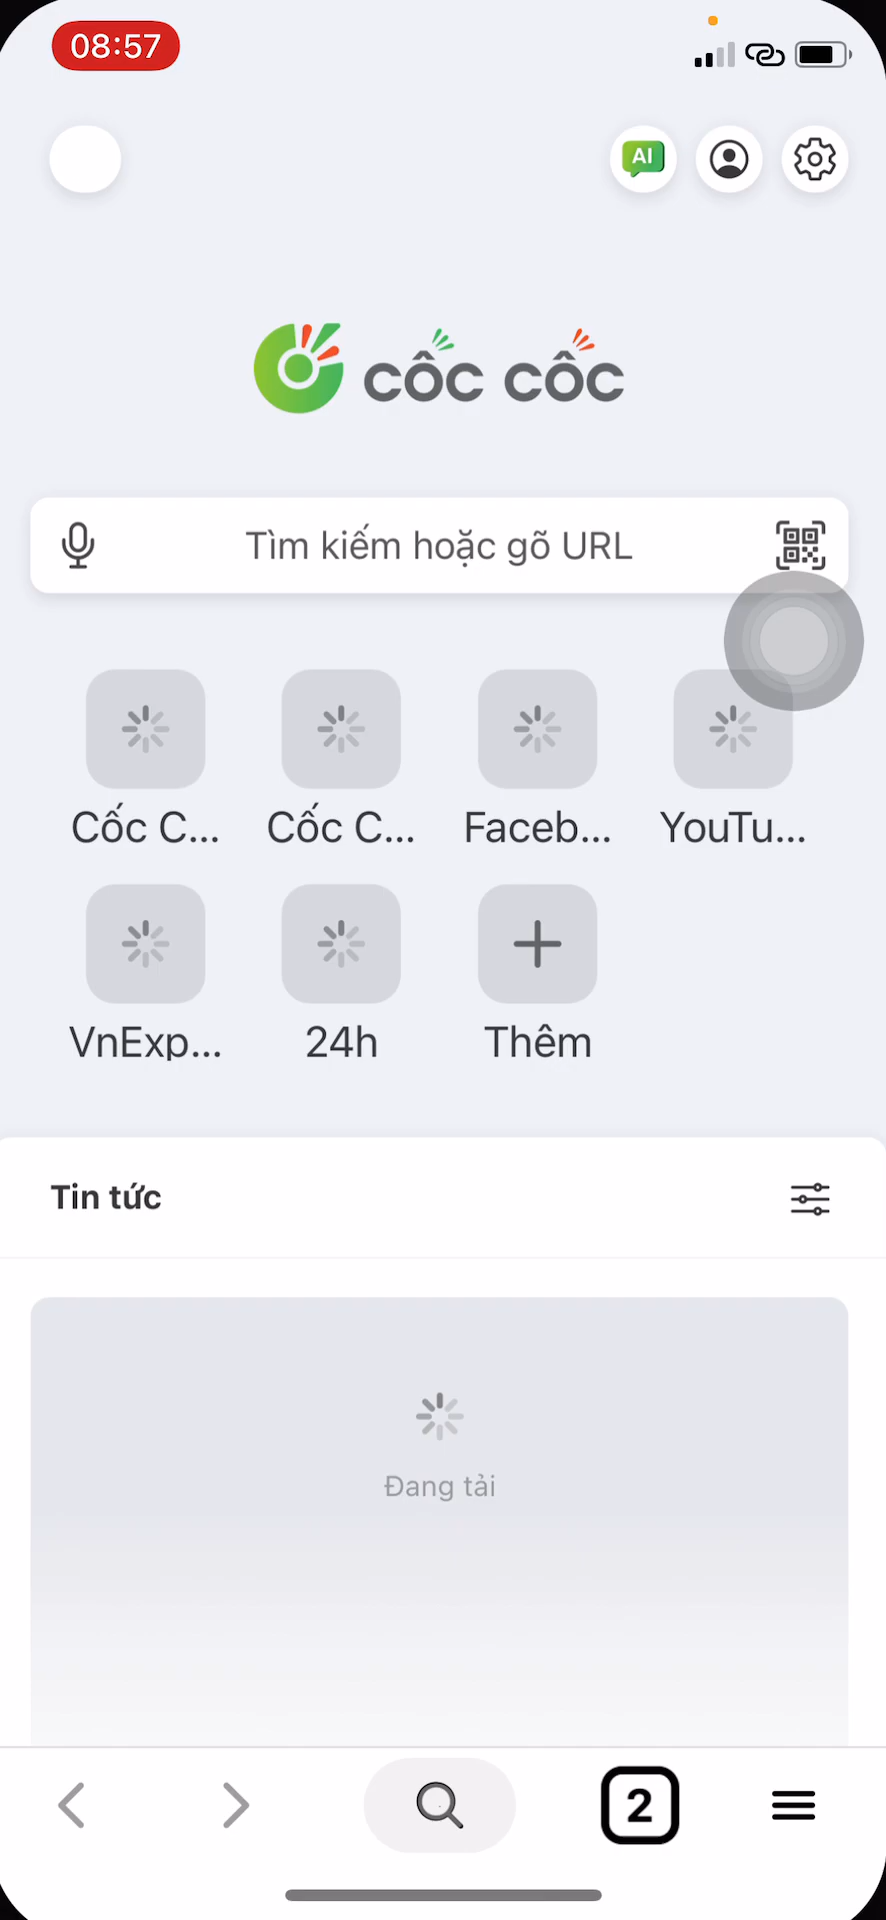 08:57
AI
cốc cốc
Tìm kiếm hoặc gõ URL
Cốc C... Cốc C... Faceb... YouTu...
VnExp... 24h Thêm
Tin tức
Đang tải
2